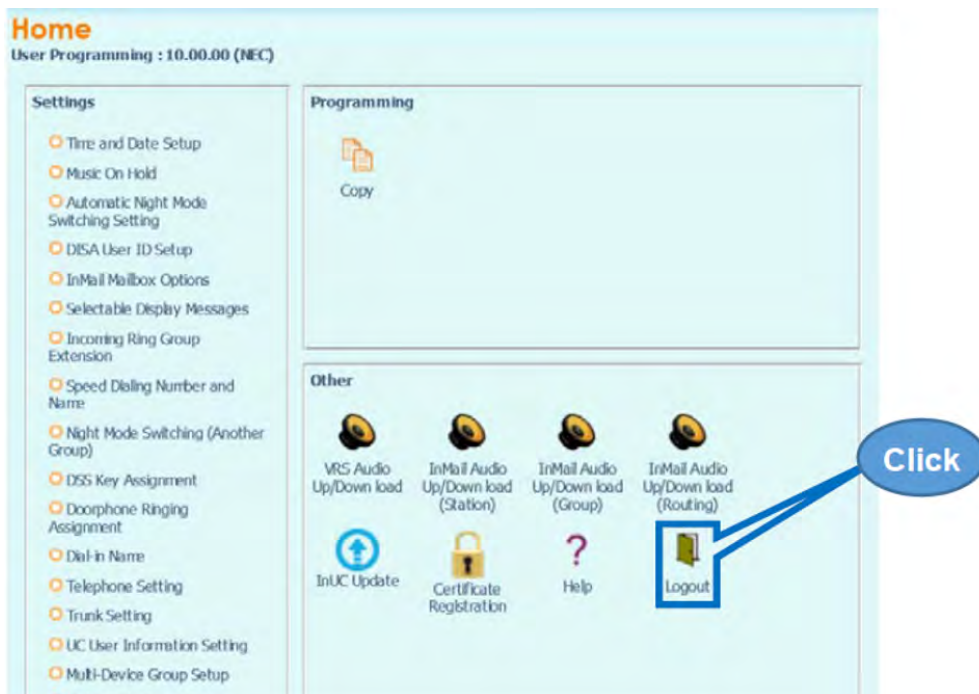 Home
User Programming : 10.00.00 (NEC)
Settings
Time and Date Setup
Music On Hold
Automatic Night Mode
Switching Setting
DISA User ID Setup
InMail Mailbox Options
Selectable Display Messages
Incoming Ring Group
Extension
Speed Dialing Number and
Name
Night Mode Switching (Another
Group)
DSS Key Assignment
Doorphone Ringing
Assignment
Dial-in Name
Telephone Setting
Trunk Setting
UC User Information Setting
Multi-Device Group Setup
Programming
Copy
Other
VRS Audio
Up/Down load
InMail Audio
Up/Down load
(Station)
InMail Audio
Up/Down load
(Group)
InMail Audio
Up/Down load
(Routing)
InUC Update
Certificate
Registration
Help
Logout
Click